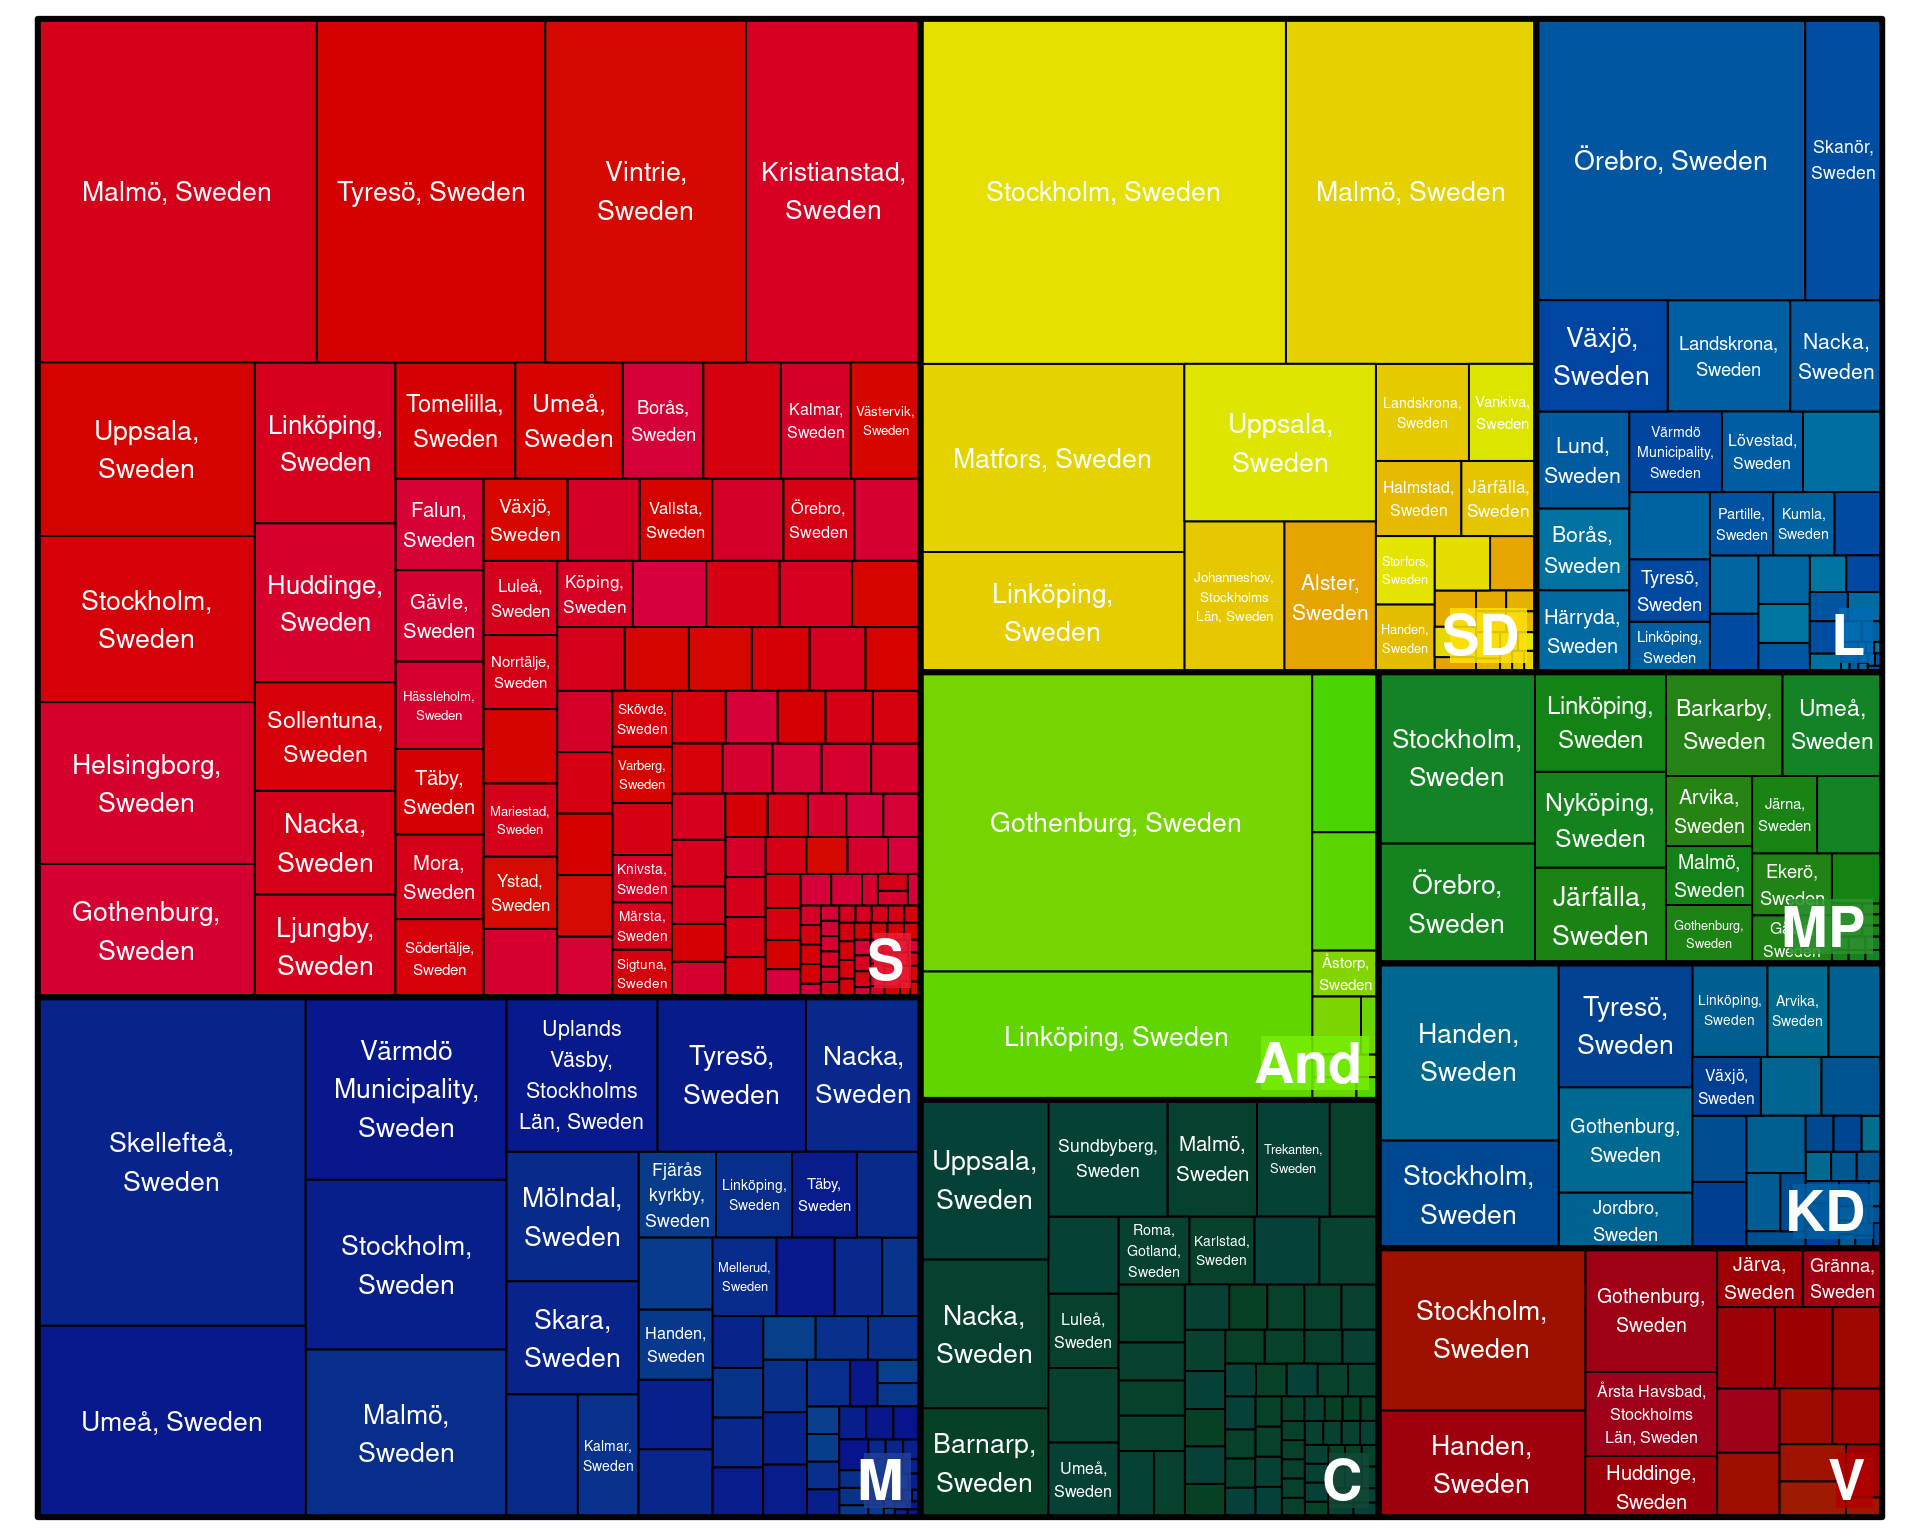 Malmö, Sweden
Tyresö, Sweden
Vintrie,
Sweden
Kristianstad,
Sweden
Uppsala,
Sweden
Stockholm,
Sweden
Helsingborg,
Sweden
Gothenburg,
Sweden
Linköping,
Sweden
Huddinge,
Sweden
Sollentuna,
Sweden
Nacka,
Sweden
Ljungby,
Sweden
Tomelilla,
Sweden
Umeå,
Sweden
Borås,
Sweden
Kalmar,
Sweden
Västervik,
Sweden
Falun,
Sweden
Gävle,
Sweden
Hässleholm,
Sweden
Täby,
Sweden
Mora,
Sweden
Södertälje,
Sweden
Växjö,
Sweden
Vallsta,
Sweden
Örebro,
Sweden
Luleå,
Sweden
Köping,
Sweden
Norrtälje,
Sweden
Mariestad,
Sweden
Ystad,
Sweden
Skövde,
Sweden
Varberg,
Sweden
Knivsta,
Sweden
Märsta,
Sweden
Sigtuna,
Sweden
S
Skellefteå,
Sweden
Umeå, Sweden
Värmdö
Municipality,
Sweden
Stockholm,
Sweden
Malmö,
Sweden
Uplands
Väsby,
Stockholms
Län, Sweden
Tyresö,
Sweden
Nacka,
Sweden
Mölndal,
Sweden
Skara,
Sweden
Kalmar,
Sweden
Fjärås
kyrkby,
Sweden
Linköping,
Sweden
Täby,
Sweden
Mellerud,
Sweden
Handen,
Sweden
M
Stockholm, Sweden
Malmö, Sweden
Matfors, Sweden
Linköping,
Sweden
Uppsala,
Sweden
Johanneshov,
Stockholms
Län, Sweden
Alster,
Sweden
Landskrona,
Sweden
Vankiva,
Sweden
Halmstad,
Sweden
Järfälla,
Sweden
Storfors,
Sweden
Handen,
Sweden
SD
Gothenburg, Sweden
Linköping, Sweden
Åstorp,
Sweden
And
Uppsala,
Sweden
Nacka,
Sweden
Barnarp,
Sweden
Sundbyberg,
Sweden
Malmö,
Sweden
Trekanten,
Sweden
Roma,
Gotland,
Sweden
Karlstad,
Sweden
Luleå,
Sweden
Umeå,
Sweden
C
Örebro, Sweden
Skanör,
Sweden
Växjö,
Sweden
Landskrona,
Sweden
Nacka,
Sweden
Lund,
Sweden
Borås,
Sweden
Härryda,
Sweden
Värmdö
Municipality,
Sweden
Lövestad,
Sweden
Partille,
Sweden
Kumla,
Sweden
Tyresö,
Sweden
Linköping,
Sweden
L
Stockholm,
Sweden
Örebro,
Sweden
Linköping,
Sweden
Nyköping,
Sweden
Järfälla,
Sweden
Barkarby,
Sweden
Umeå,
Sweden
Arvika,
Sweden
Järna,
Sweden
Malmö,
Sweden
Gothenburg,
Sweden
Ekerö,
Sweden
Sweden
MP
Handen,
Sweden
Stockholm,
Sweden
Tyresö,
Sweden
Gothenburg,
Sweden
Jordbro,
Sweden
Linköping,
Sweden
Arvika,
Sweden
Växjö,
Sweden
KD
Stockholm,
Sweden
Handen,
Sweden
Gothenburg,
Sweden
Årsta Havsbad,
Stockholms
Län, Sweden
Huddinge,
Sweden
Järva,
Sweden
Gränna,
Sweden
V